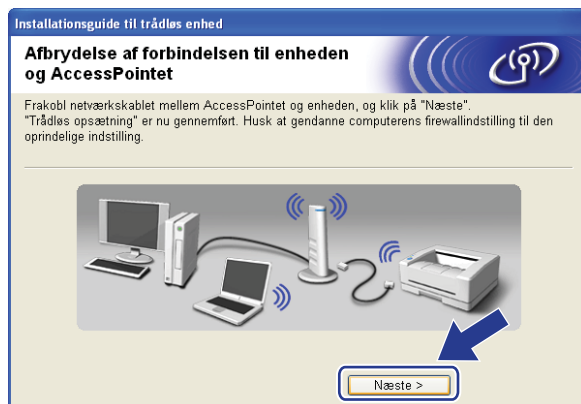 Installationsguide til trådløs enhed
Afbrydelse af forbindelsen til enheden
og AccessPointet
Frakobl netværkskablet mellem AccessPointet og enheden, og klik på "Næste".
"Trådløs opsætning" er nu gennemført. Husk at gendanne computerens firewallindstilling til den
oprindelige indstilling.
Næste >